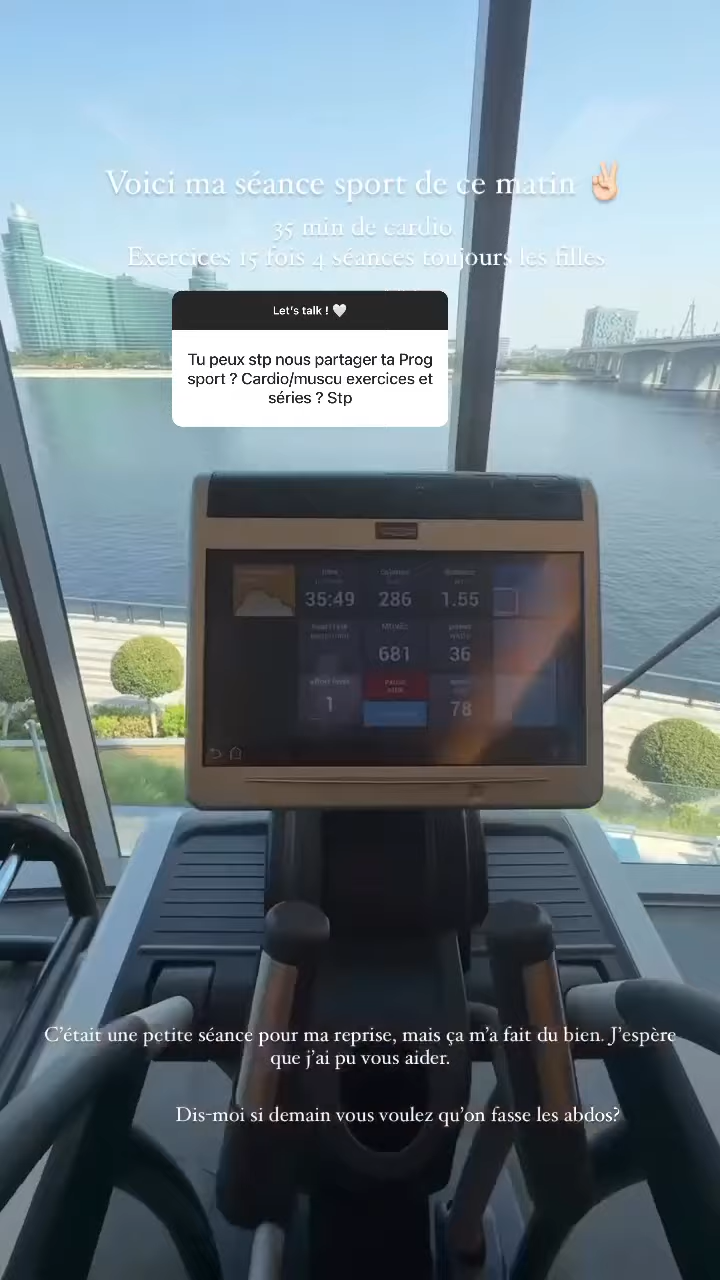 Voici ma séance sport de ce matin ✌🏻
35 min de cardio
Exercices 15 fois 4 séances toujours les filles
Let's talk ! 🤍
Tu peux stp nous partager ta Prog
sport ? Cardio/muscu exercices et
séries ? Stp
35:49
286
1.55
681
36
1
78
C'était une petite séance pour ma reprise, mais ça m'a fait du bien. J'espère
que j'ai pu vous aider.
Dis-moi si demain vous voulez qu'on fasse les abdos?